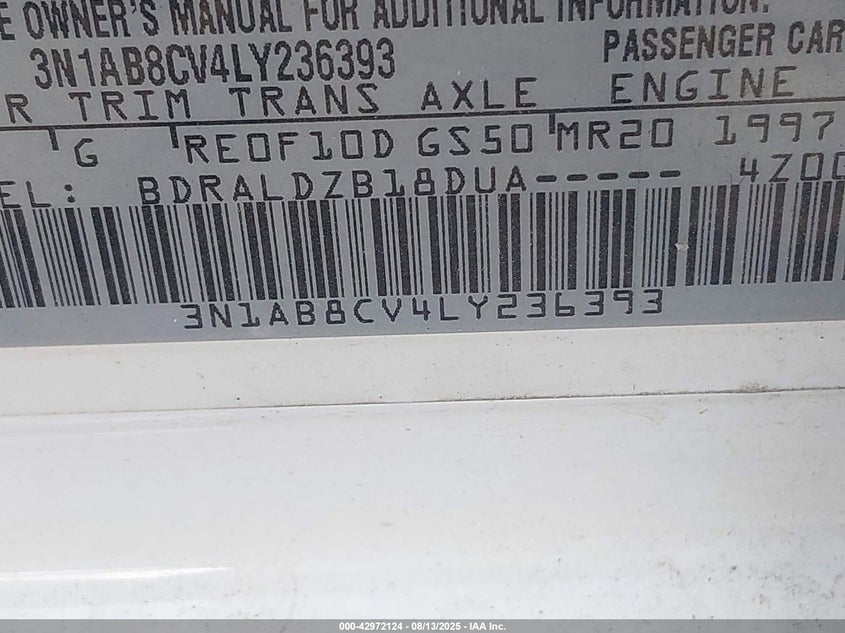 E OWNER'S MANUAL FOR ADDITIONAL INFORMATION.
3N1AB8CV4LY236393 PASSENGER CAR
R TRIM TRANS AXLE ENGINE
G RE0F10D GS50 MR20 1997
EL: BDRALDZB18DUA----- 4Z00
3N1AB8CV4LY236393
000-42972124 - 08/13/2025 - IAA Inc.